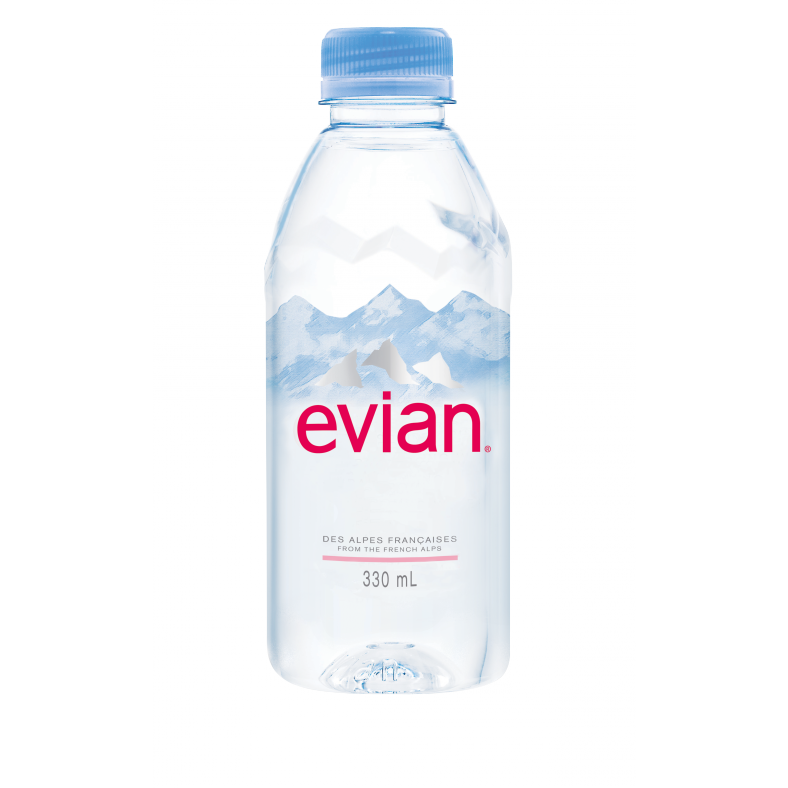 evian®
DES ALPES FRANÇAISES
FROM THE FRENCH ALPS
330 mL